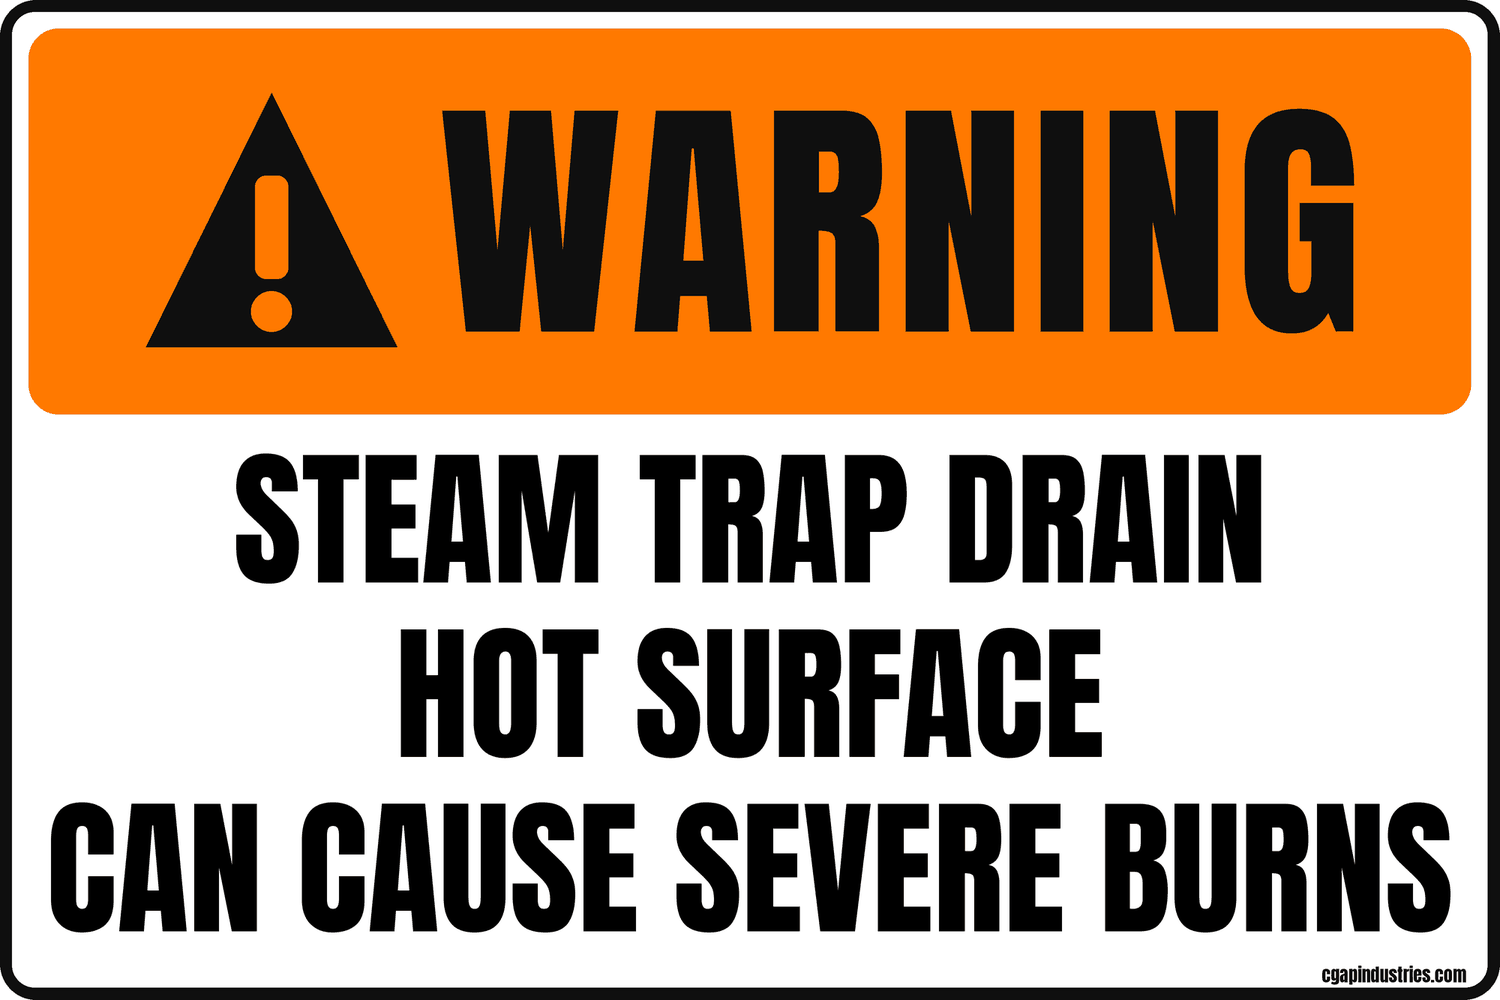 WARNING
STEAM TRAP DRAIN
HOT SURFACE
CAN CAUSE SEVERE BURNS
cgapindustries.com